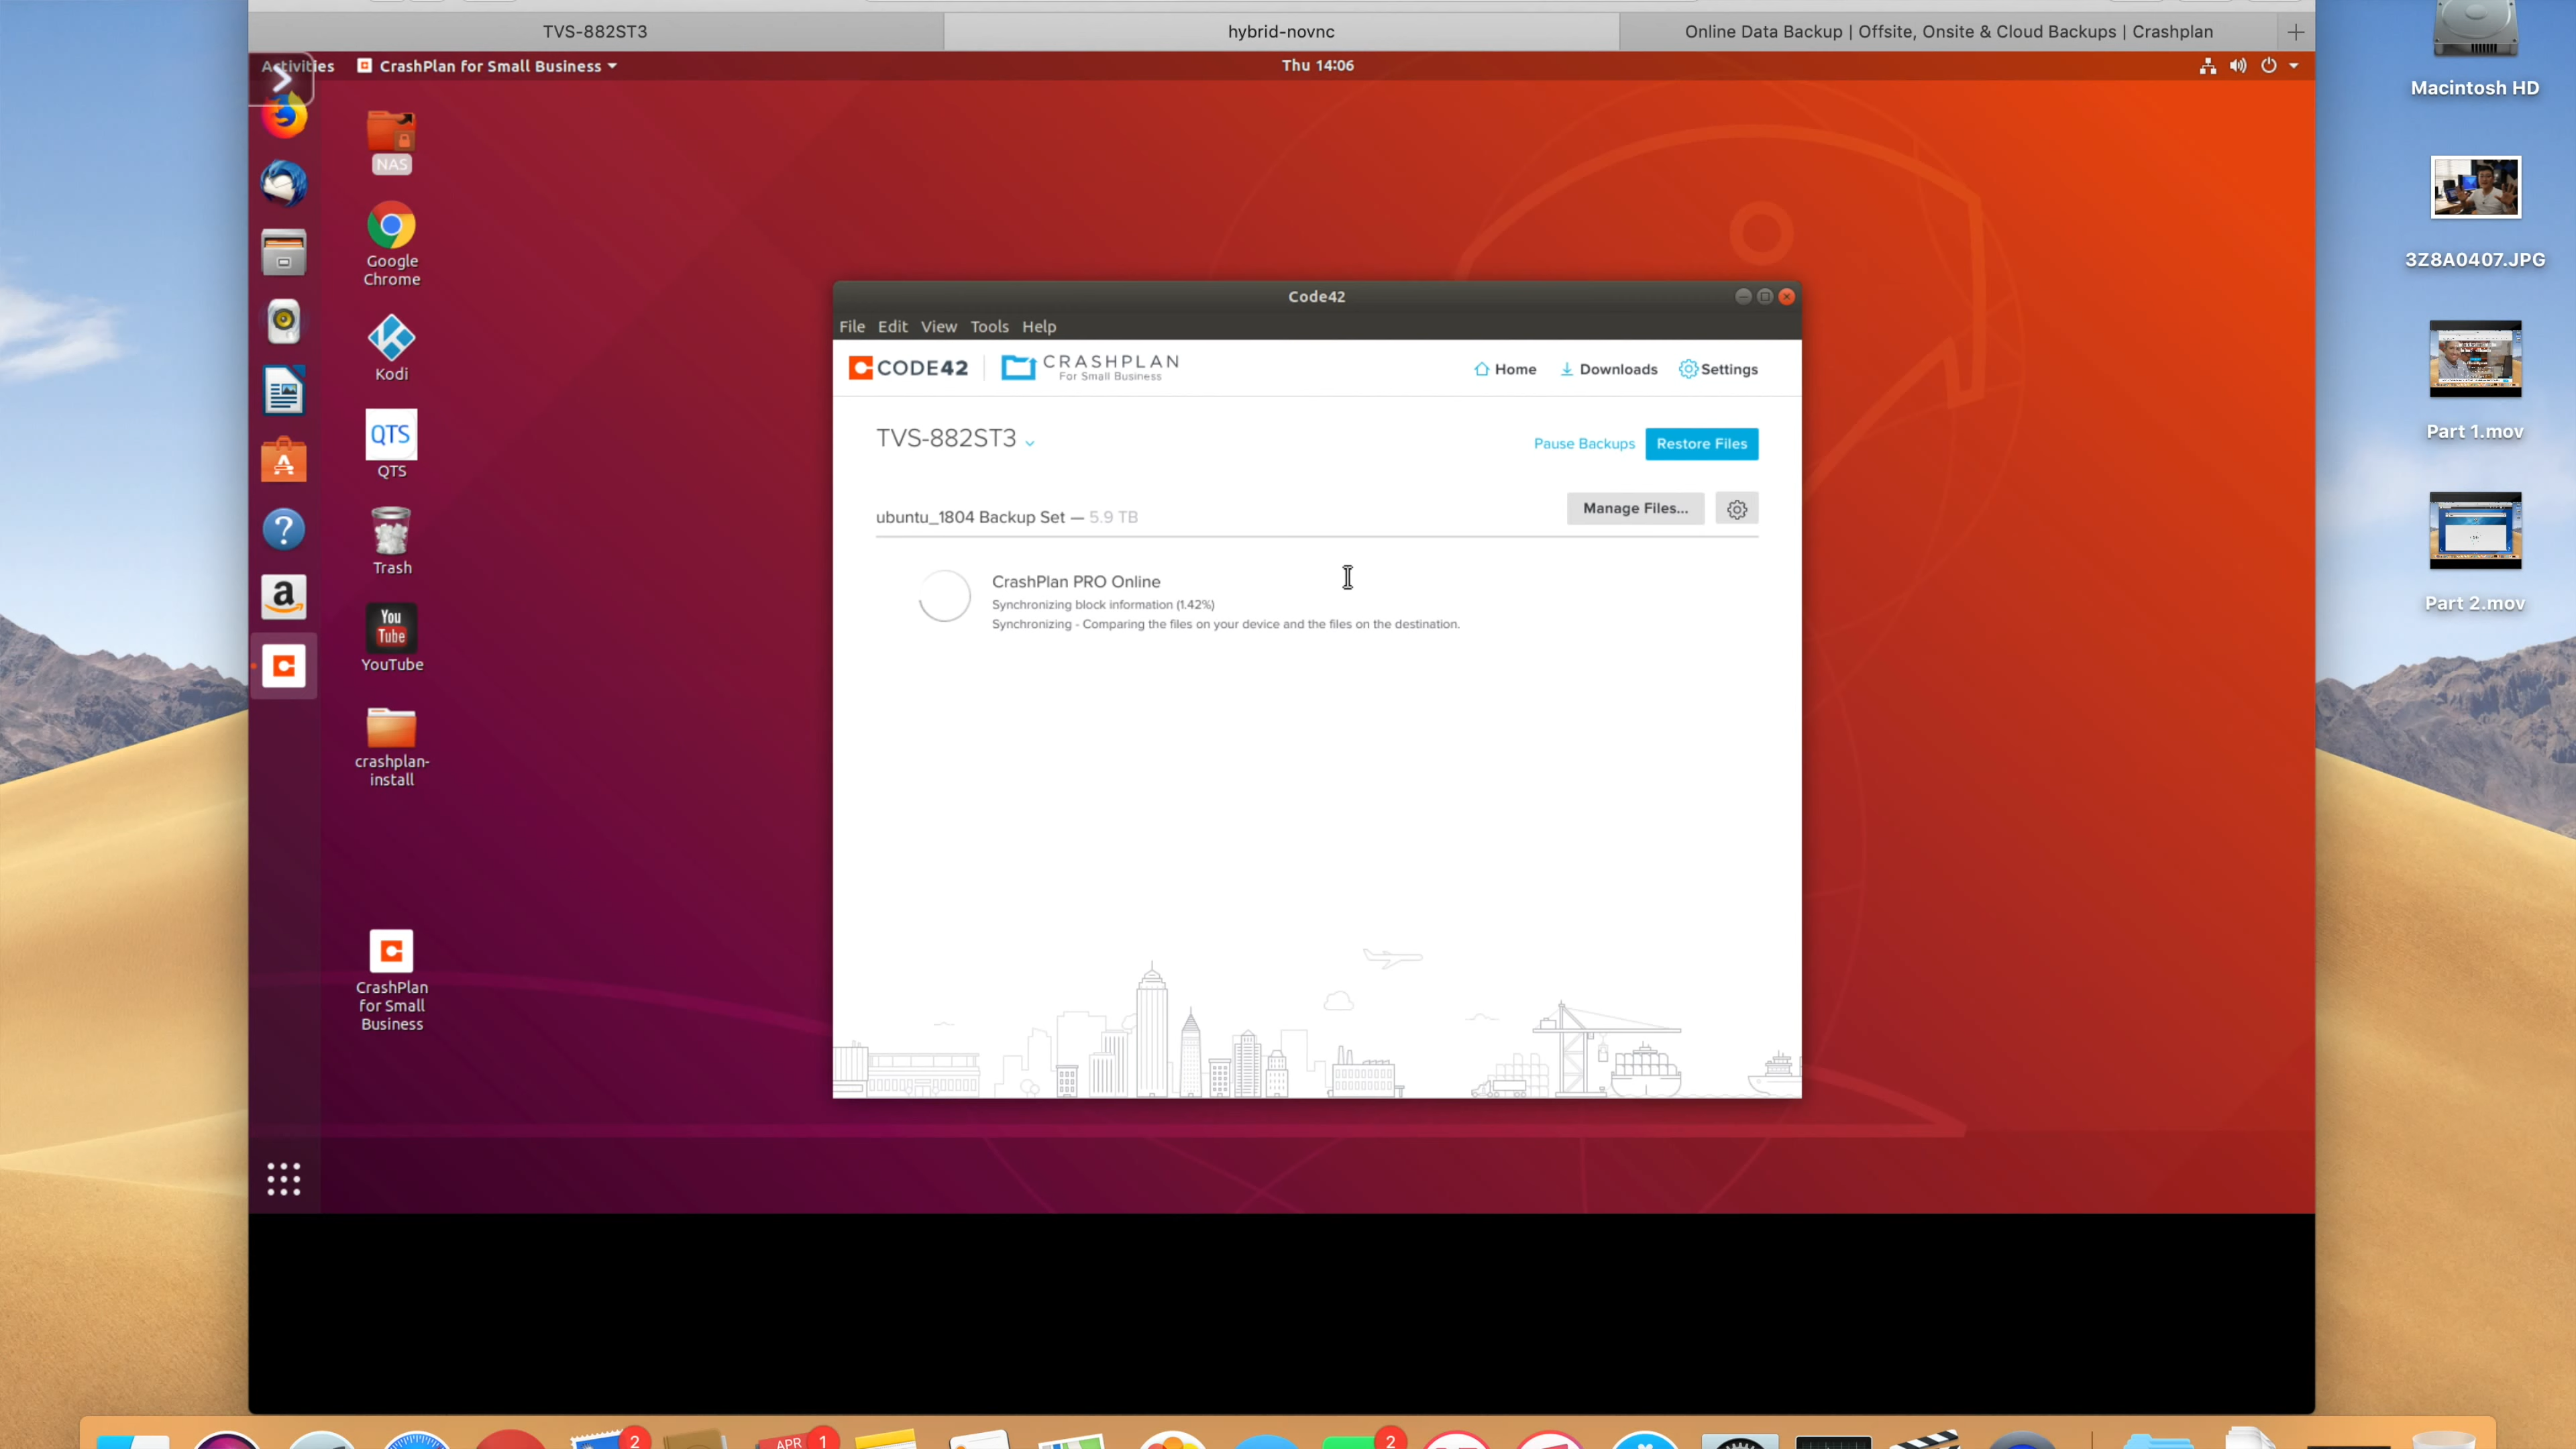 TVS-882ST3
hybrid-novnc
Online Data Backup | Offsite, Onsite & Cloud Backups | Crashplan
Macintosh HD
Activities
CrashPlan for Small Business
Thu 14:06
NAS
Google
Chrome
Kodi
QTS
QTS
Trash
You
Tube
YouTube
crashplan-
install
CrashPlan
for Small
Business
Code42
File Edit View Tools Help
CODE42
CRASHPLAN
For Small Business
Home
Downloads
Settings
TVS-882ST3
Pause Backups
Restore Files
ubuntu_1804 Backup Set — 5.9 TB
Manage Files...
CrashPlan PRO Online
Synchronizing block information (1.42%)
Synchronizing - Comparing the files on your device and the files on the destination.
3Z8A0407.JPG
Part 1.mov
Part 2.mov
2
APR
1
2